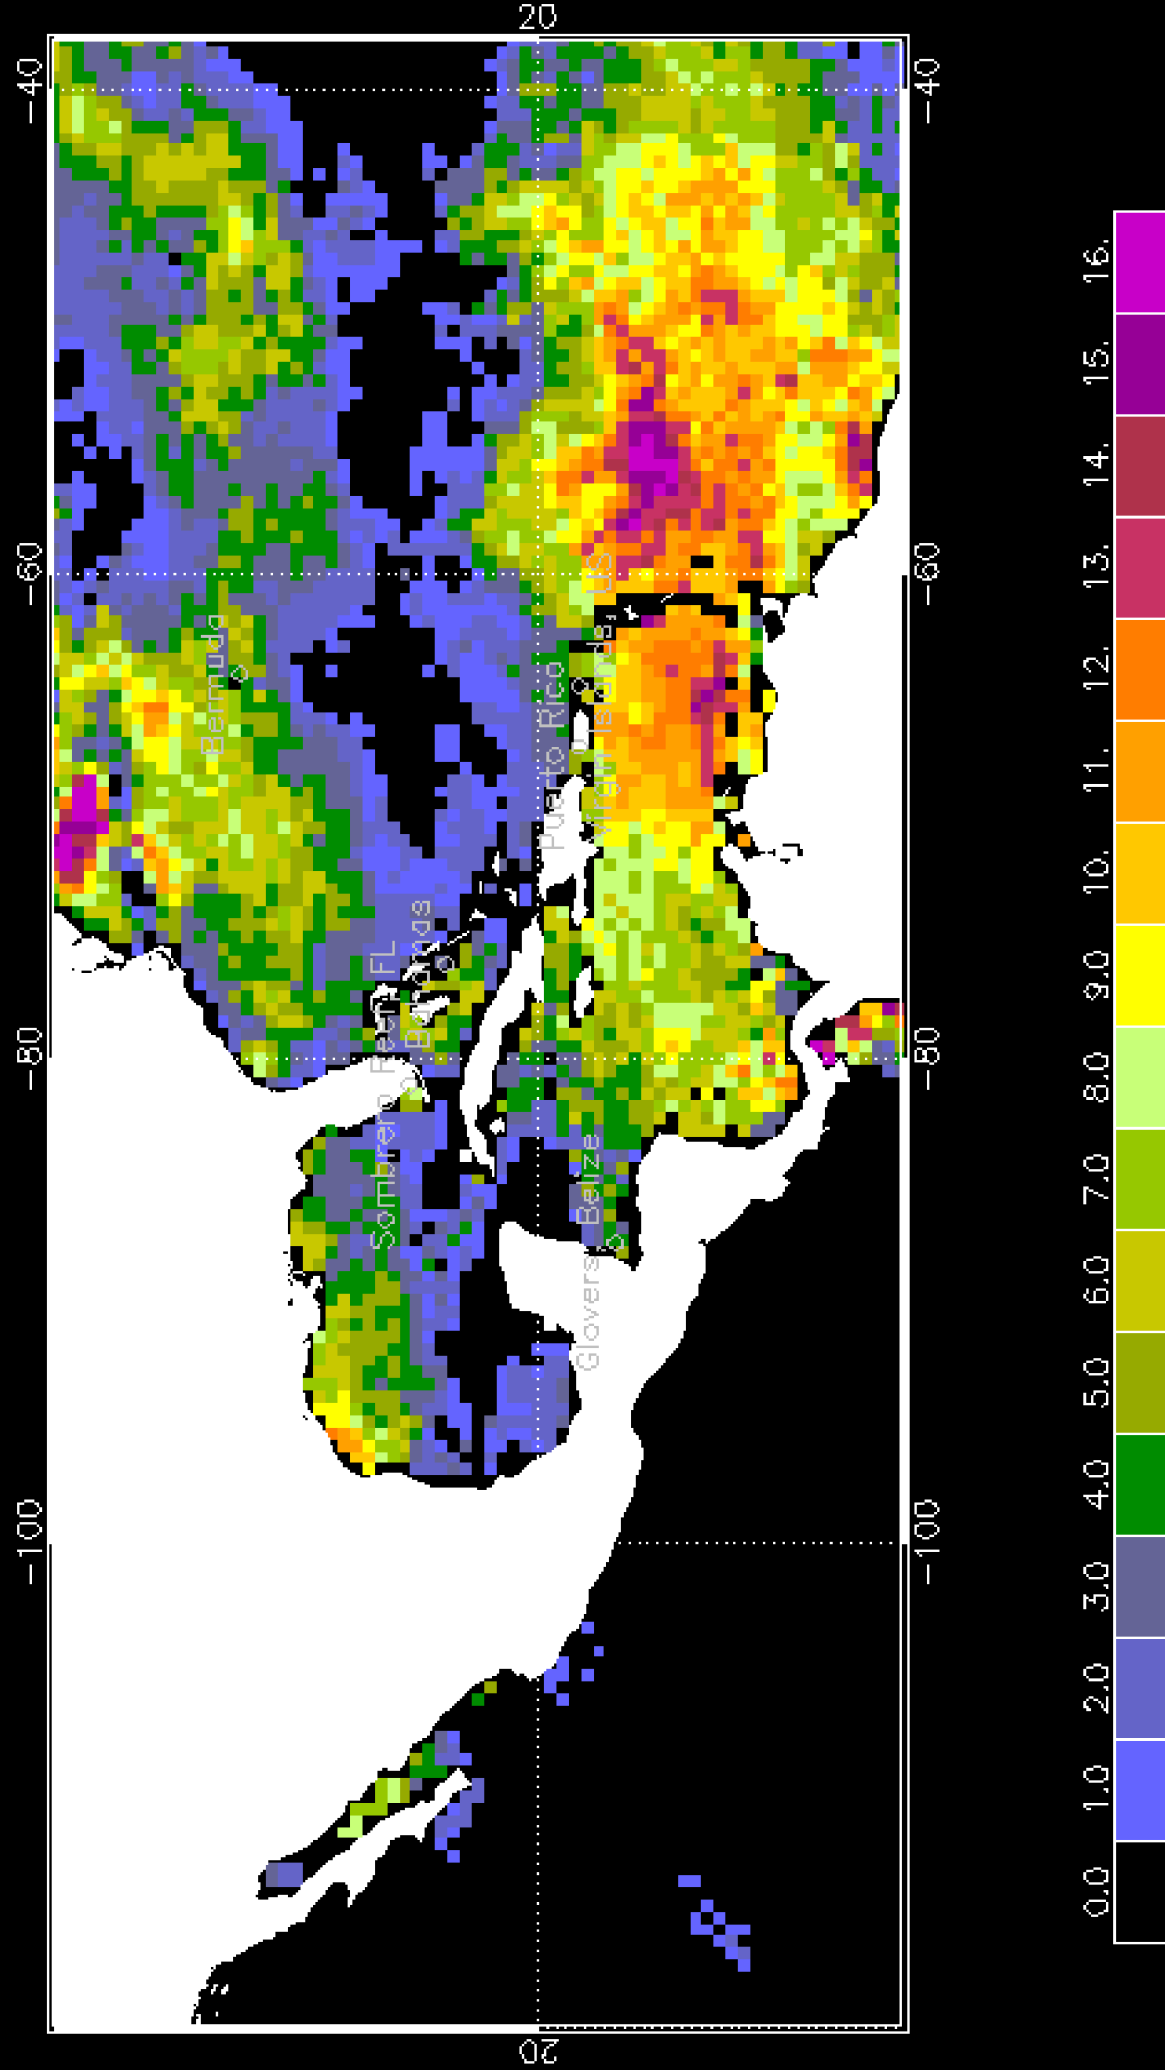 -100 -80 -60 -40
Bermuda
Sombrero Reef, FL
Bahamas
20 20
Puerto Rico
Glovers, Belize
Virgin Islands, US
-100 -80 -60 -40
0.0 1.0 2.0 3.0 4.0 5.0 6.0 7.0 8.0 9.0 10. 11. 12. 13. 14. 15. 16.